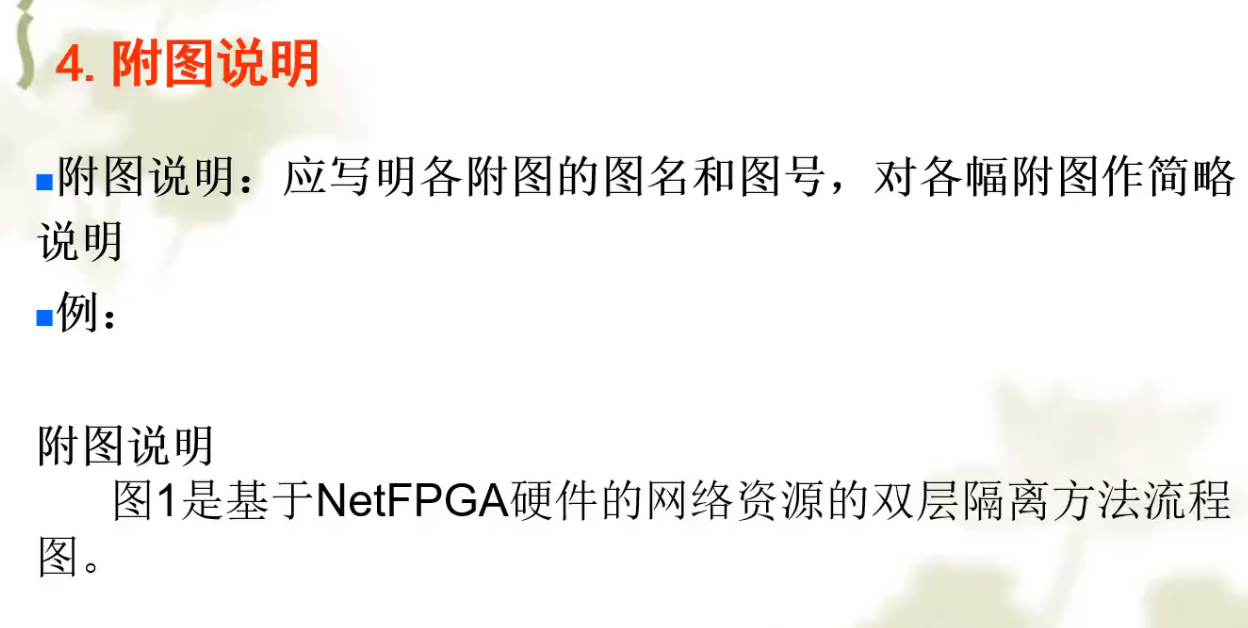 4. 附图说明
■附图说明：应写明各附图的图名和图号，对各幅附图作简略
说明
■例：
附图说明
图1是基于NetFPGA硬件的网络资源的双层隔离方法流程
图。